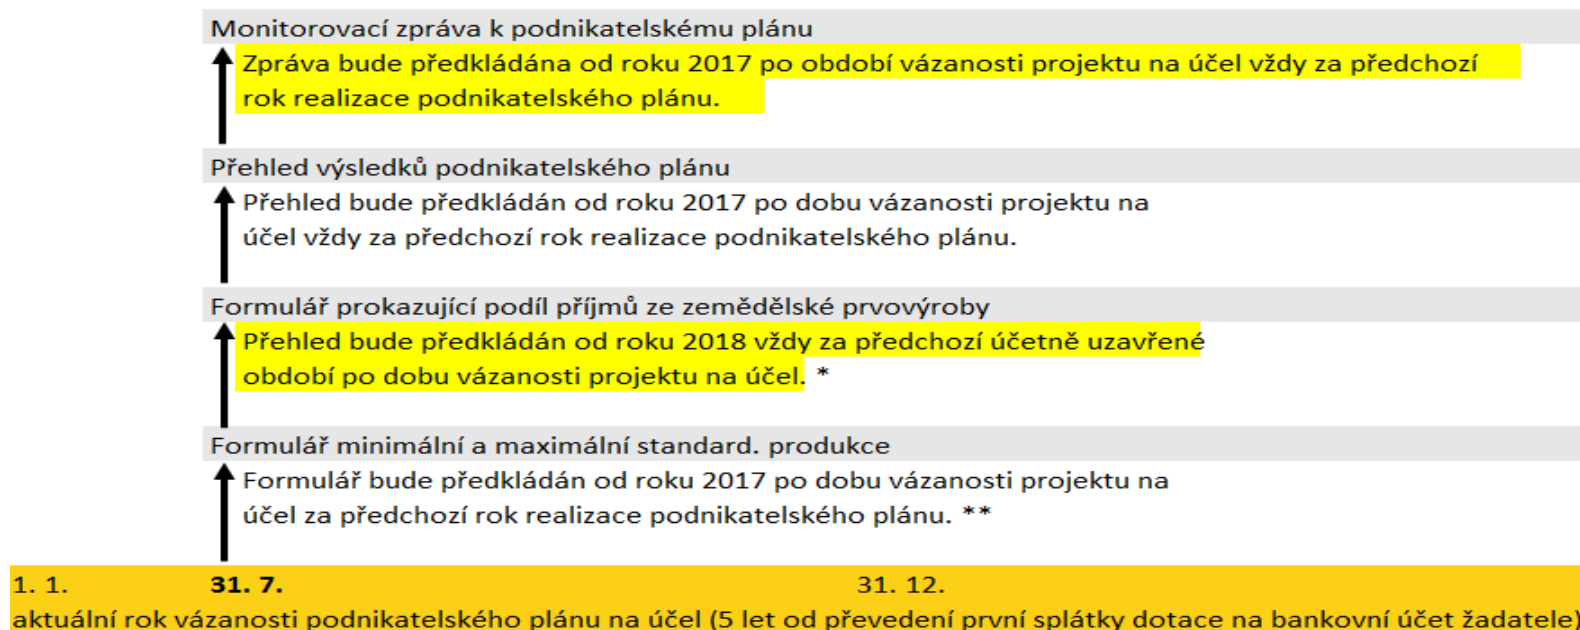 Monitorovací zpráva k podnikatelskému plánu
Zpráva bude předkládána od roku 2017 po období vázanosti projektu na účel vždy za předchozí
rok realizace podnikatelského plánu.
Přehled výsledků podnikatelského plánu
Přehled bude předkládán od roku 2017 po dobu vázanosti projektu na
účel vždy za předchozí rok realizace podnikatelského plánu.
Formulář prokazující podíl příjmů ze zemědělské prvovýroby
Přehled bude předkládán od roku 2018 vždy za předchozí účetně uzavřené
období po dobu vázanosti projektu na účel. *
Formulář minimální a maximální standard. produkce
Formulář bude předkládán od roku 2017 po dobu vázanosti projektu na
účel za předchozí rok realizace podnikatelského plánu. **
1. 1. 31. 7. 31. 12.
aktuální rok vázanosti podnikatelského plánu na účel (5 let od převedení první splátky dotace na bankovní účet žadatele)